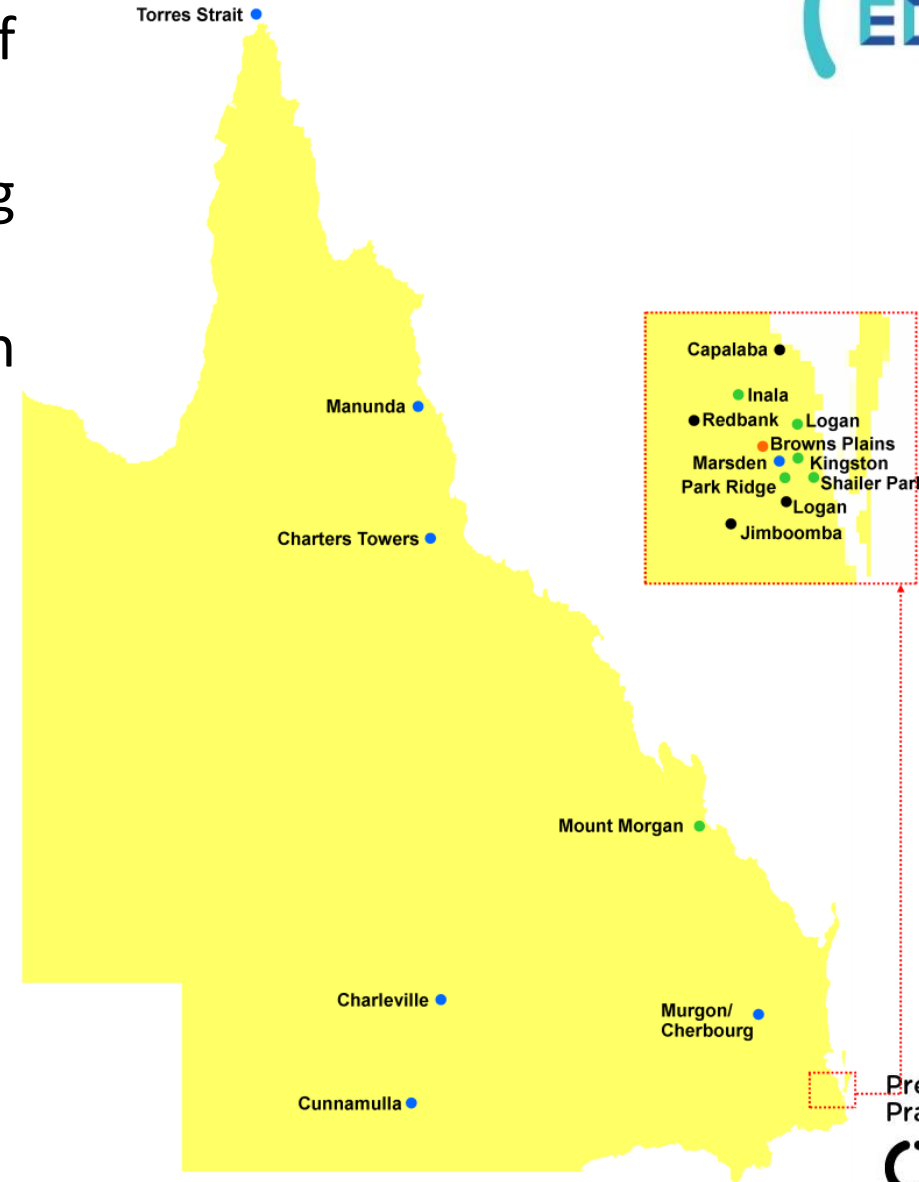 f
Torres Strait
ED
g
n
Capalaba
Inala
Redbank
Logan
Browns Plains
Marsden
Kingston
Park Ridge
Shailer Par
Logan
Jimboomba
Manunda
Charters Towers
Mount Morgan
Charleville
Murgon/
Cherbourg
Cunnamulla
Pre
Pra